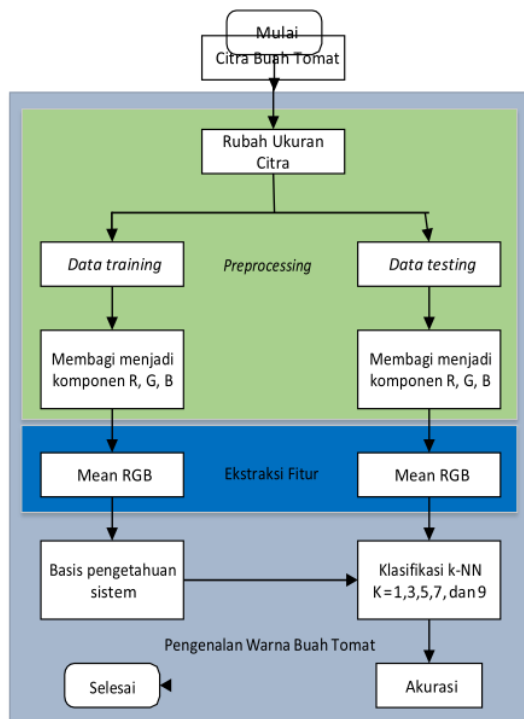 Mulai
Citra Buah Tomat
Rubah Ukuran
Citra
Data training
Preprocessing
Data testing
Membagi menjadi
komponen R, G, B
Membagi menjadi
komponen R, G, B
Mean RGB
Ekstraksi Fitur
Mean RGB
Basis pengetahuan
sistem
Klasifikasi k-NN
K = 1,3,5,7, dan 9
Pengenalan Warna Buah Tomat
Selesai
Akurasi